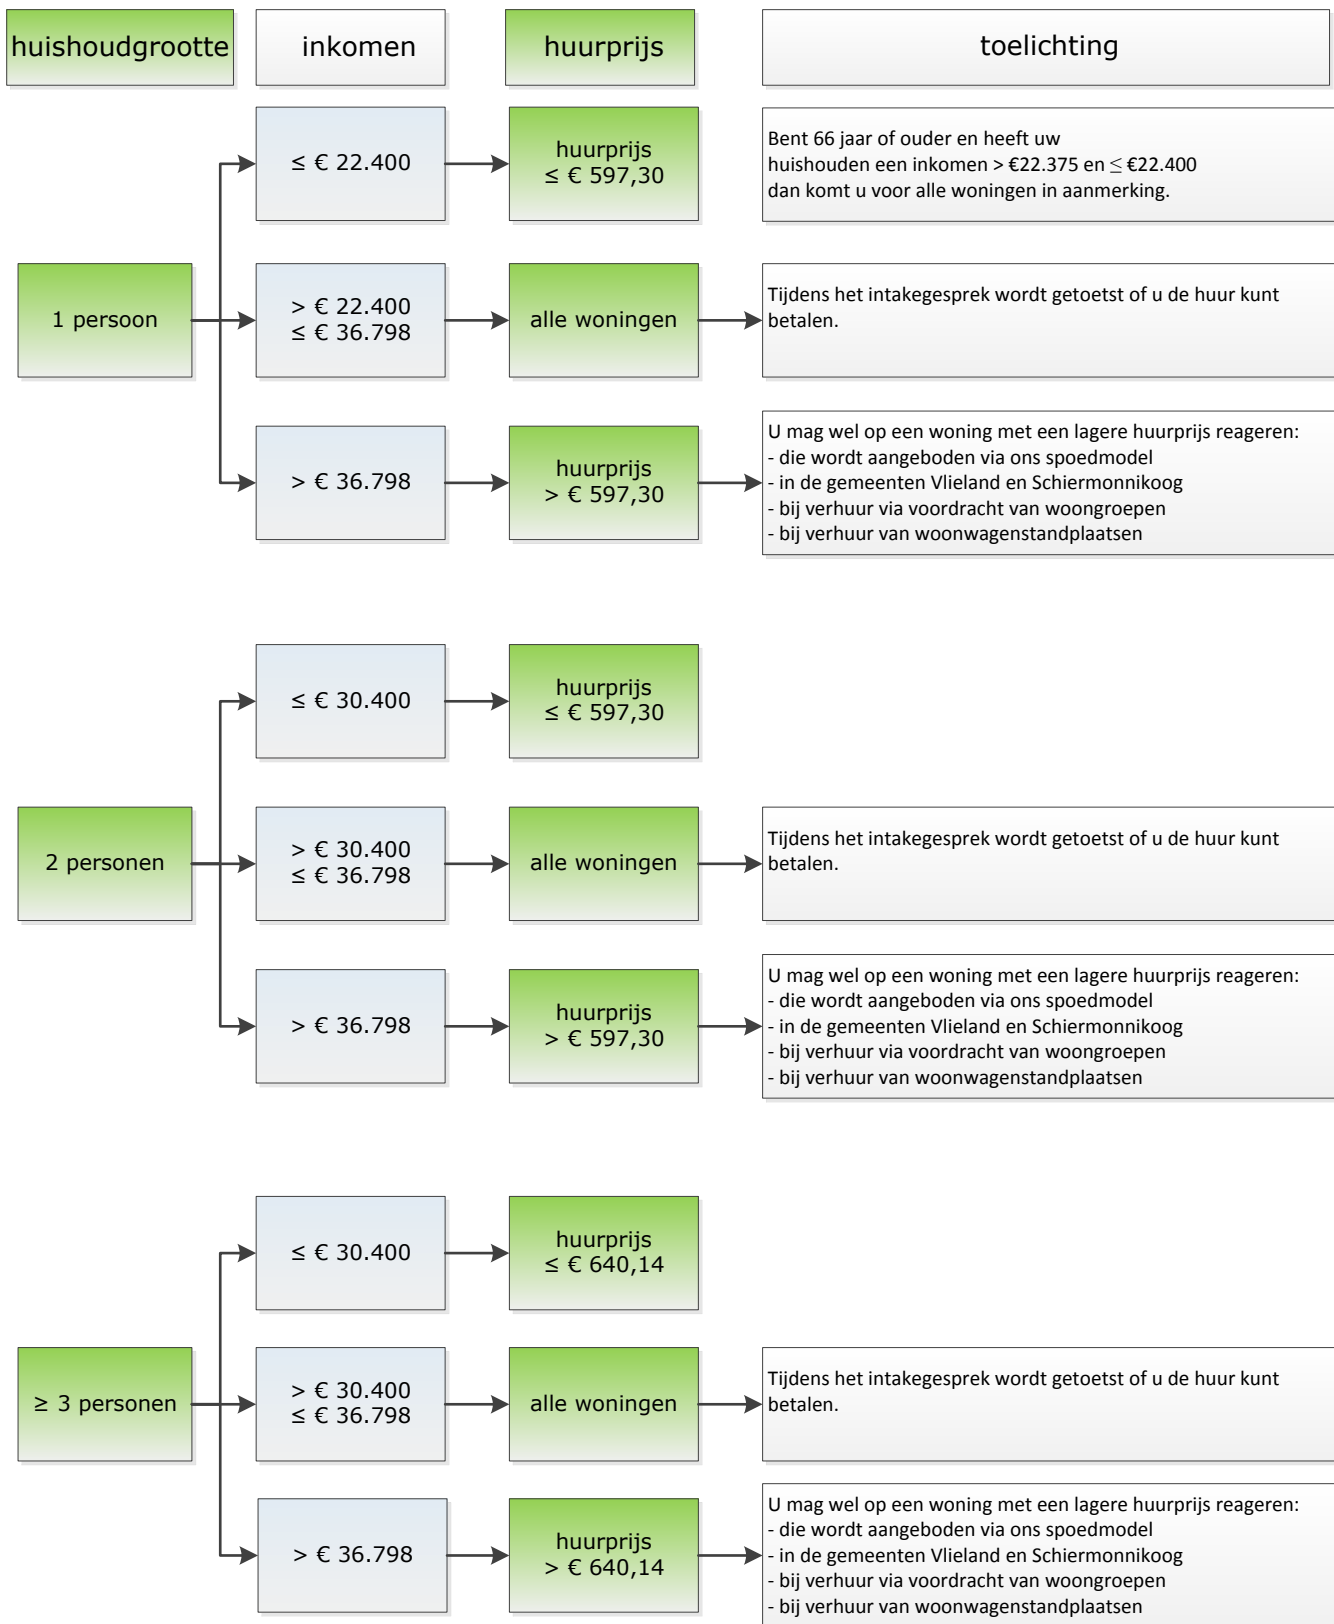 huishoudgrootte
inkomen
huurprijs
toelichting
≤ € 22.400
huurprijs
≤ € 597,30
Bent 66 jaar of ouder en heeft uw
huishouden een inkomen > €22.375 en ≤ €22.400
dan komt u voor alle woningen in aanmerking.
1 persoon
> € 22.400
≤ € 36.798
alle woningen
Tijdens het intakegesprek wordt getoetst of u de huur kunt
betalen.
> € 36.798
huurprijs
> € 597,30
U mag wel op een woning met een lagere huurprijs reageren:
- die wordt aangeboden via ons spoedmodel
- in de gemeenten Vlieland en Schiermonnikoog
- bij verhuur via voordracht van woongroepen
- bij verhuur van woonwagenstandplaatsen
≤ € 30.400
huurprijs
≤ € 597,30
2 personen
> € 30.400
≤ € 36.798
alle woningen
Tijdens het intakegesprek wordt getoetst of u de huur kunt
betalen.
> € 36.798
huurprijs
> € 597,30
U mag wel op een woning met een lagere huurprijs reageren:
- die wordt aangeboden via ons spoedmodel
- in de gemeenten Vlieland en Schiermonnikoog
- bij verhuur via voordracht van woongroepen
- bij verhuur van woonwagenstandplaatsen
≤ € 30.400
huurprijs
≤ € 640,14
≥ 3 personen
> € 30.400
≤ € 36.798
alle woningen
Tijdens het intakegesprek wordt getoetst of u de huur kunt
betalen.
> € 36.798
huurprijs
> € 640,14
U mag wel op een woning met een lagere huurprijs reageren:
- die wordt aangeboden via ons spoedmodel
- in de gemeenten Vlieland en Schiermonnikoog
- bij verhuur via voordracht van woongroepen
- bij verhuur van woonwagenstandplaatsen